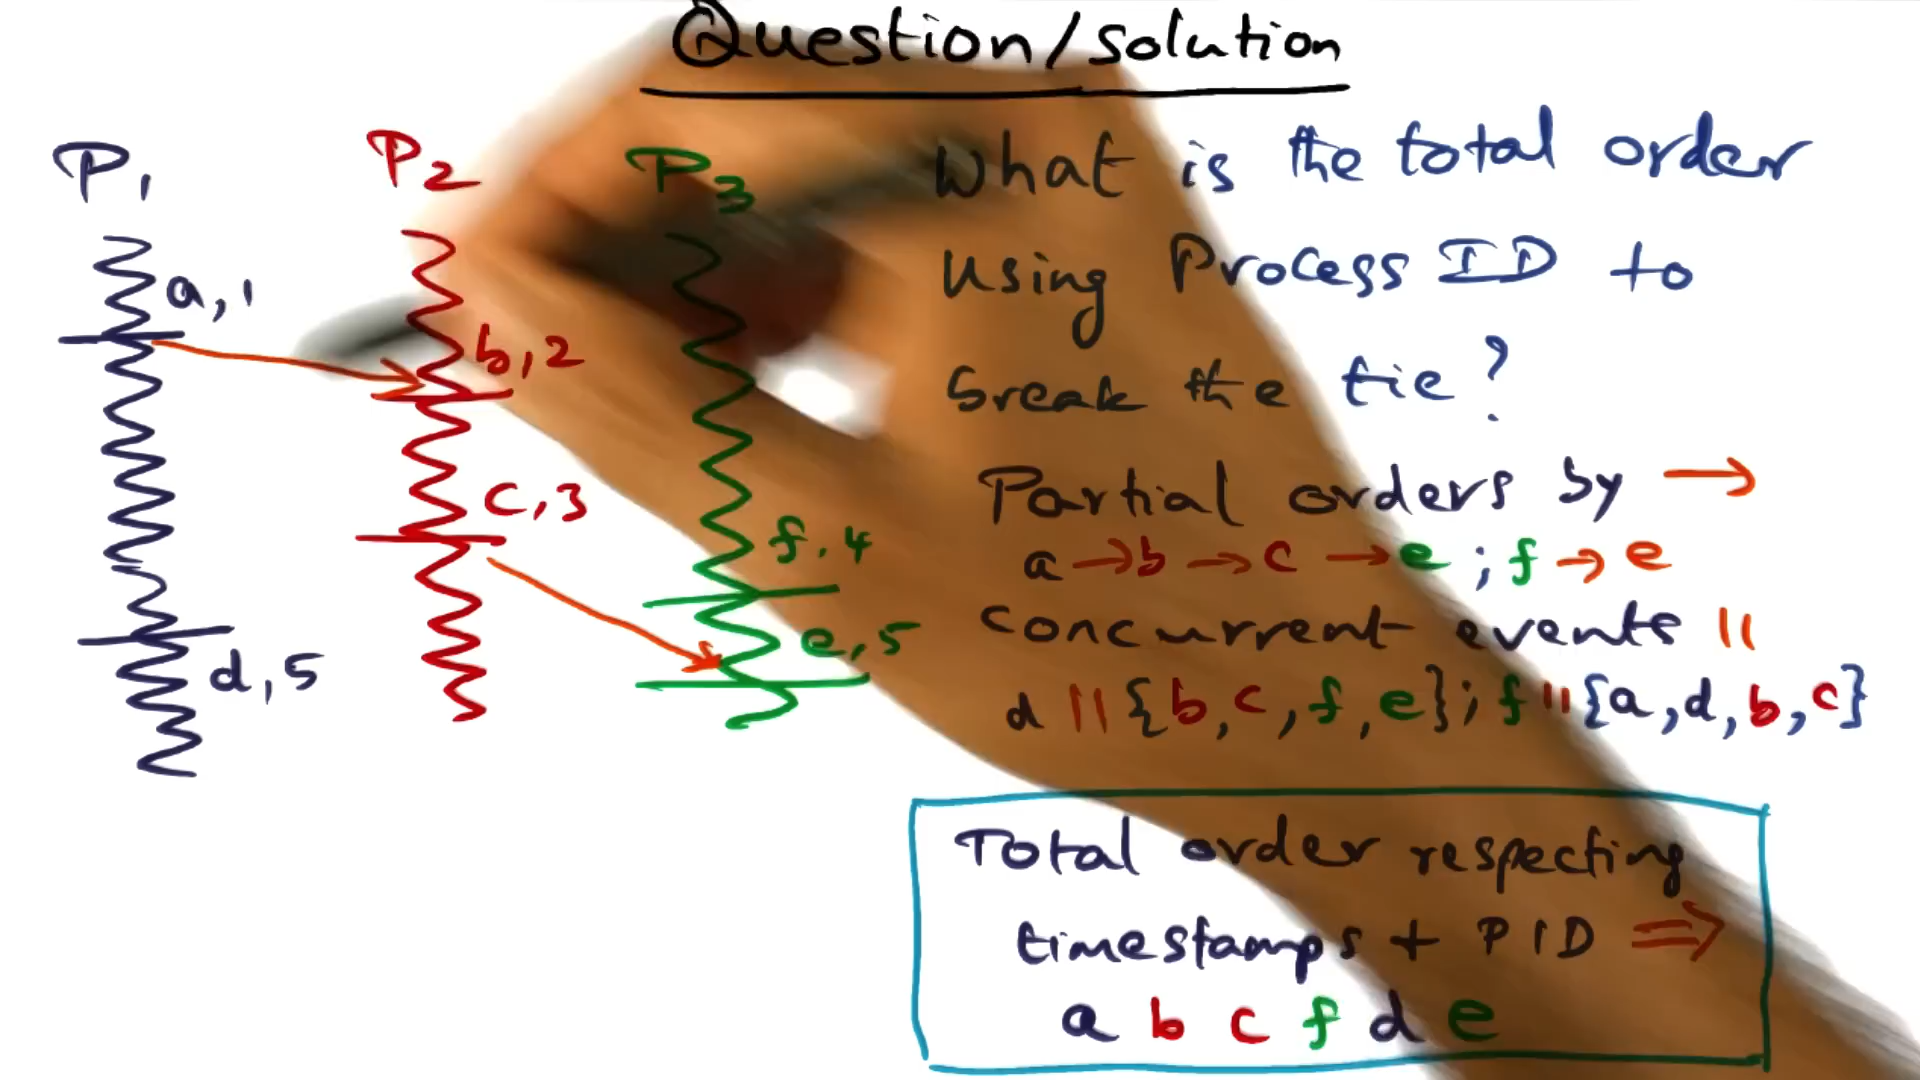 Question/solution
P1 P2 P3
a,1
b,2
c,3
f,4
e,5
d,5
What is the total order
using Process ID to
break the tie?
Partial orders by →
a → b → c → e ; f → e
concurrent events ||
d || {b, c, f, e}; f || {a, d, b, c}
Total order respecting
timestamps + PID ⇒
a b c f d e